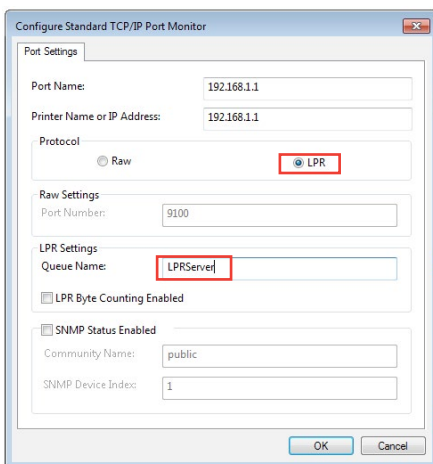 Configure Standard TCP/IP Port Monitor
Port Settings
Port Name: 192.168.1.1
Printer Name or IP Address: 192.168.1.1
Protocol
Raw LPR
Raw Settings
Port Number: 9100
LPR Settings
Queue Name: LPRServer
LPR Byte Counting Enabled
SNMP Status Enabled
Community Name: public
SNMP Device Index: 1
OK Cancel